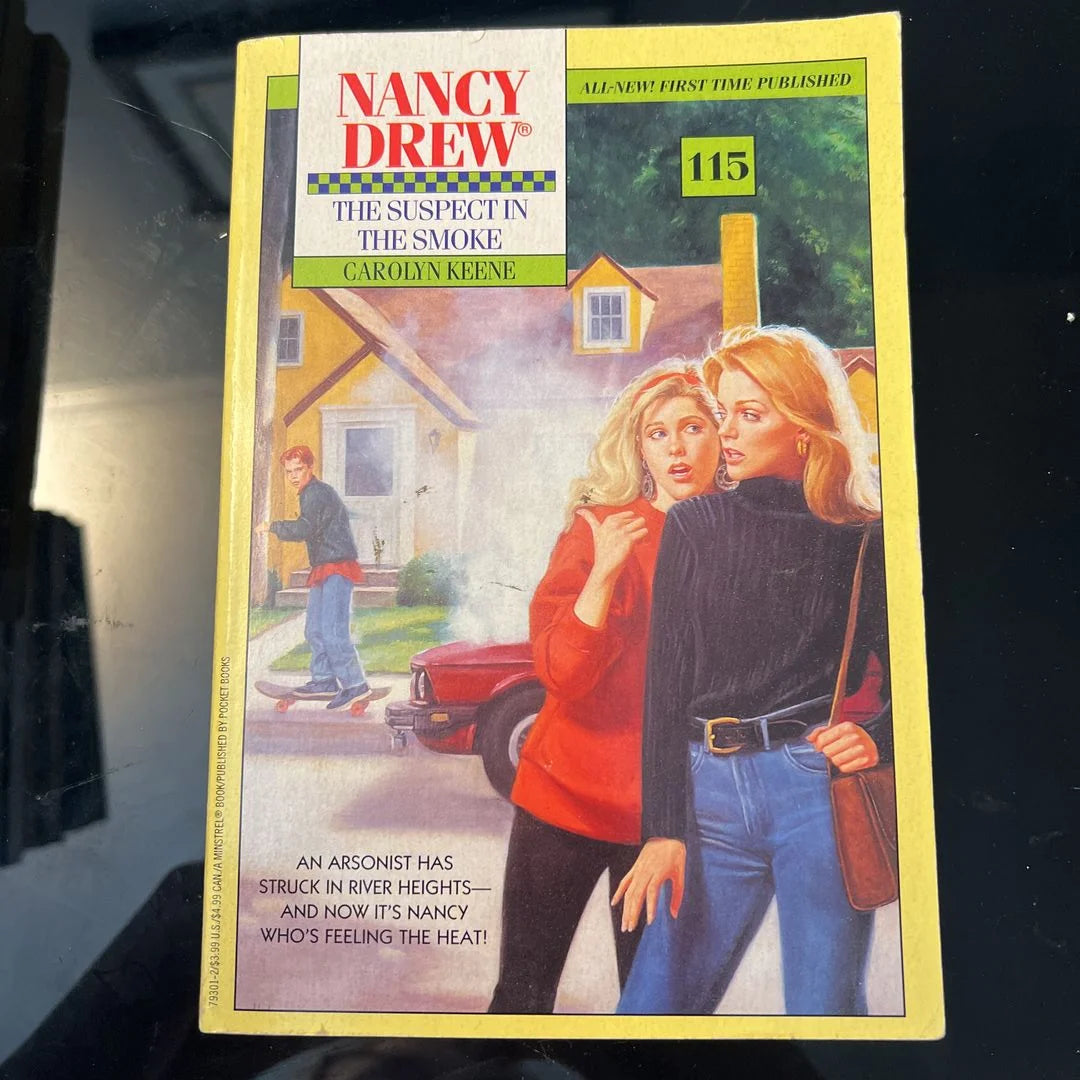 NANCY
DREW®
THE SUSPECT IN
THE SMOKE
CAROLYN KEENE
ALL-NEW! FIRST TIME PUBLISHED
115
AN ARSONIST HAS
STRUCK IN RIVER HEIGHTS—
AND NOW IT'S NANCY
WHO'S FEELING THE HEAT!
79301-2/$3.99 U.S./$4.99 CAN./A MINSTREL® BOOK/PUBLISHED BY POCKET BOOKS